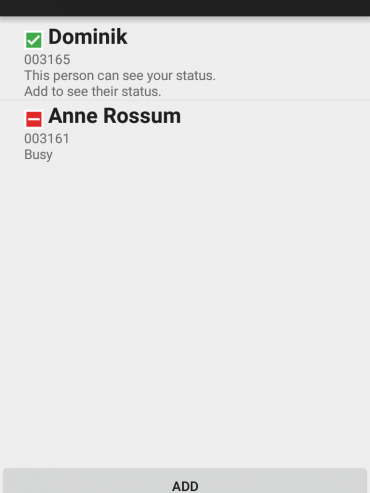 Dominik
003165
This person can see your status.
Add to see their status.
Anne Rossum
003161
Busy
ADD